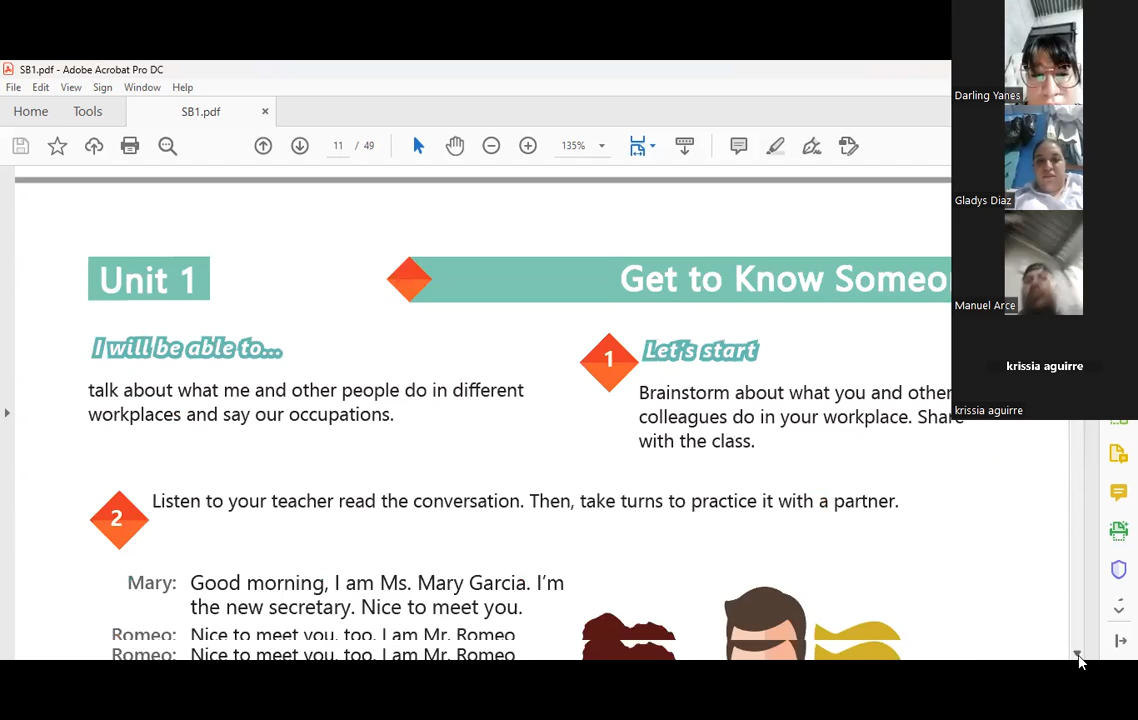 SB1.pdf - Adobe Acrobat Pro DC
File Edit View Sign Window Help
Home Tools SB1.pdf ×
11 / 49 135%
Unit 1
Get to Know Someo
I will be able to...
talk about what me and other people do in different
workplaces and say our occupations.
1
Let's start
Brainstorm about what you and other
colleagues do in your workplace. Share
with the class.
2
Listen to your teacher read the conversation. Then, take turns to practice it with a partner.
Mary: Good morning, I am Ms. Mary Garcia. I'm
the new secretary. Nice to meet you.
Romeo: Nice to meet you, too. I am Mr. Romeo
Romeo: Nice to meet you, too. I am Mr. Romeo
Darling Yanes
Gladys Diaz
Manuel Arce
krissia aguirre
krissia aguirre